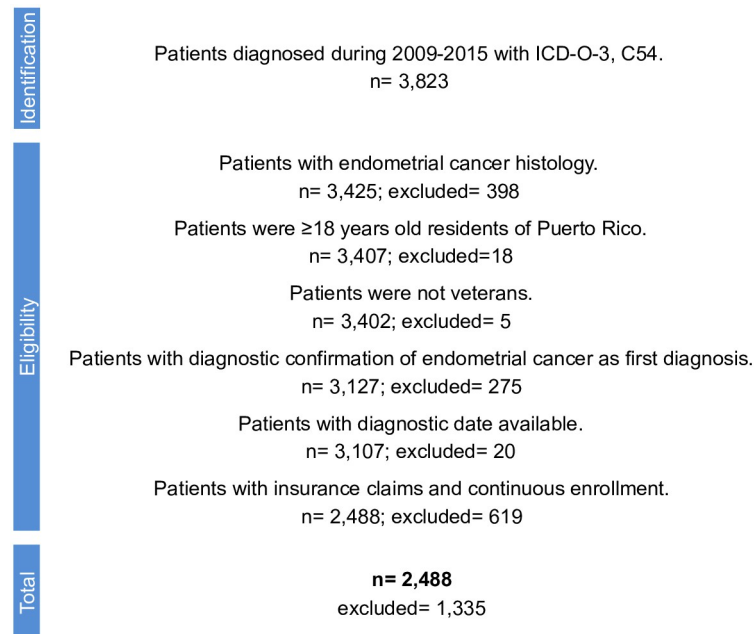 Identification
Patients diagnosed during 2009-2015 with ICD-O-3, C54.
n= 3,823
Eligibility
Patients with endometrial cancer histology.
n= 3,425; excluded= 398
Patients were ≥18 years old residents of Puerto Rico.
n= 3,407; excluded=18
Patients were not veterans.
n= 3,402; excluded= 5
Patients with diagnostic confirmation of endometrial cancer as first diagnosis.
n= 3,127; excluded= 275
Patients with diagnostic date available.
n= 3,107; excluded= 20
Patients with insurance claims and continuous enrollment.
n= 2,488; excluded= 619
Total
n= 2,488
excluded= 1,335